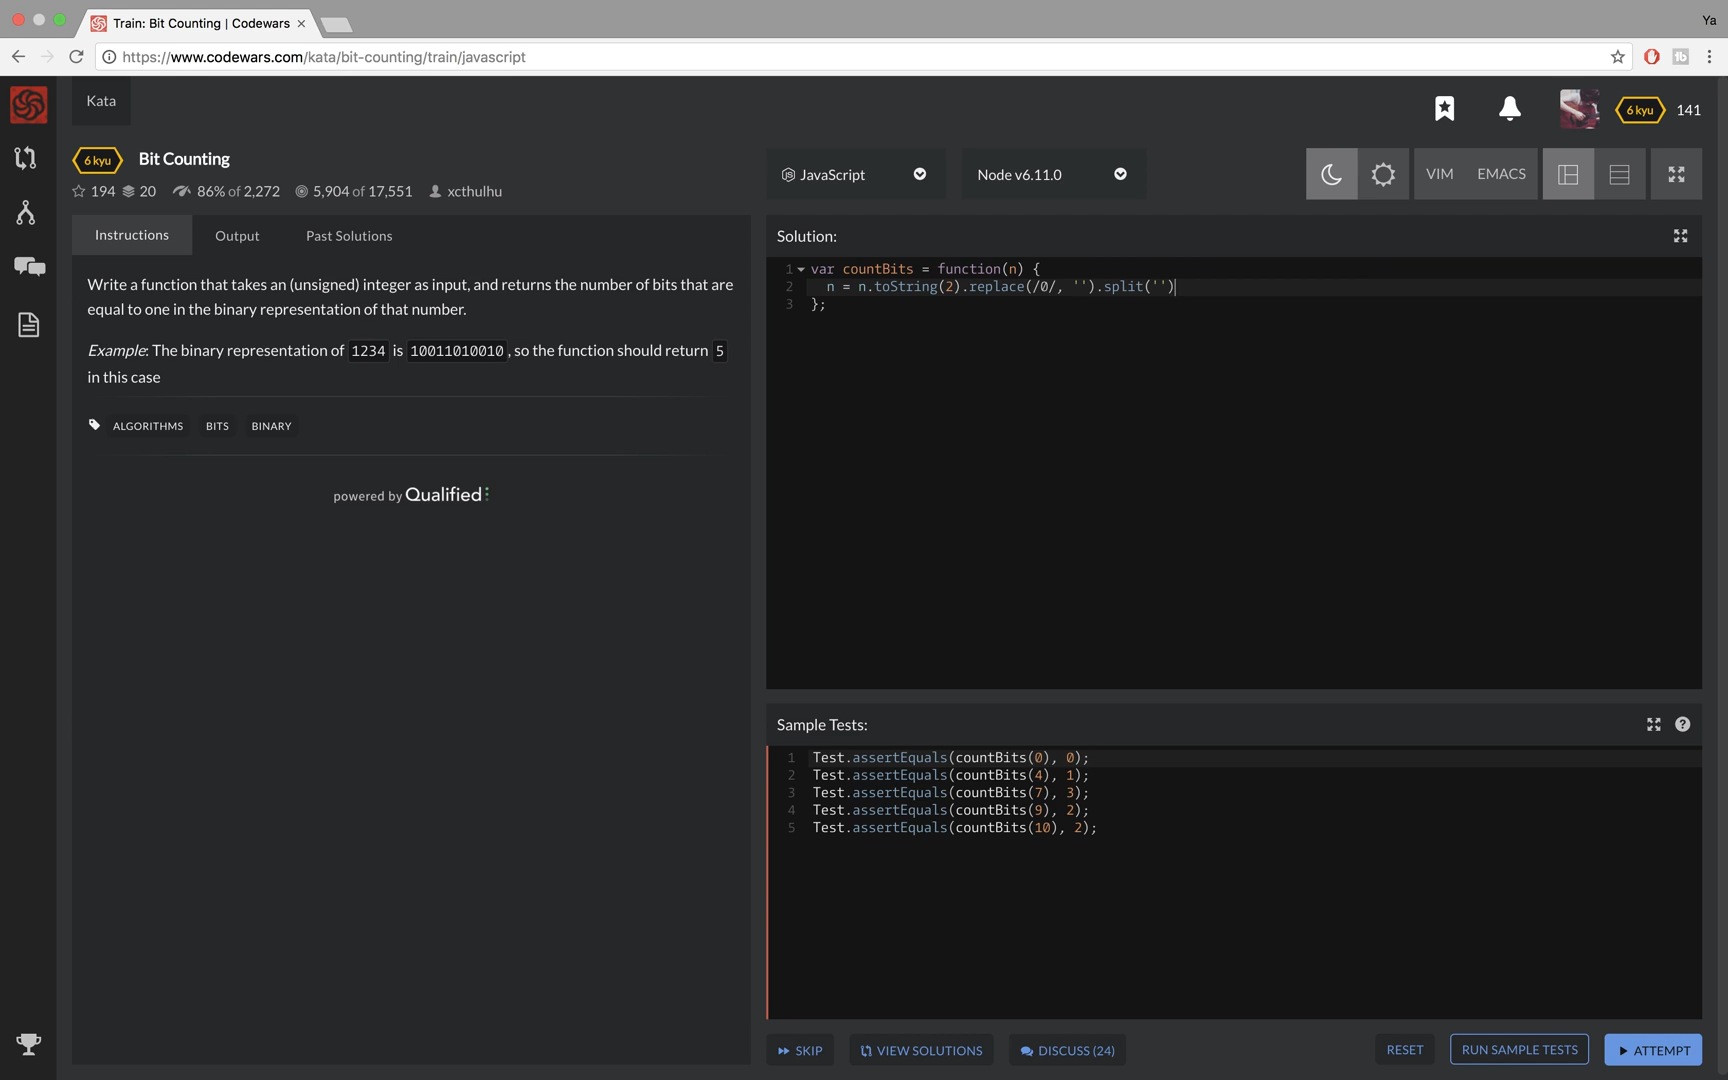 Train: Bit Counting | Codewars ×
Ya
https://www.codewars.com/kata/bit-counting/train/javascript
Kata
6 kyu 141
6 kyu Bit Counting
194 20 86% of 2,272 5,904 of 17,551 xcthulhu
JavaScript
Node v6.11.0
VIM EMACS
Instructions Output Past Solutions
Write a function that takes an (unsigned) integer as input, and returns the number of bits that are
equal to one in the binary representation of that number.
Example: The binary representation of 1234 is 10011010010, so the function should return 5
in this case
ALGORITHMS BITS BINARY
powered by Qualified
Solution:
1 var countBits = function(n) {
2 n = n.toString(2).replace(/0/, '').split('')
3 };
Sample Tests:
1 Test.assertEquals(countBits(0), 0);
2 Test.assertEquals(countBits(4), 1);
3 Test.assertEquals(countBits(7), 3);
4 Test.assertEquals(countBits(9), 2);
5 Test.assertEquals(countBits(10), 2);
SKIP VIEW SOLUTIONS DISCUSS (24) RESET RUN SAMPLE TESTS ATTEMPT